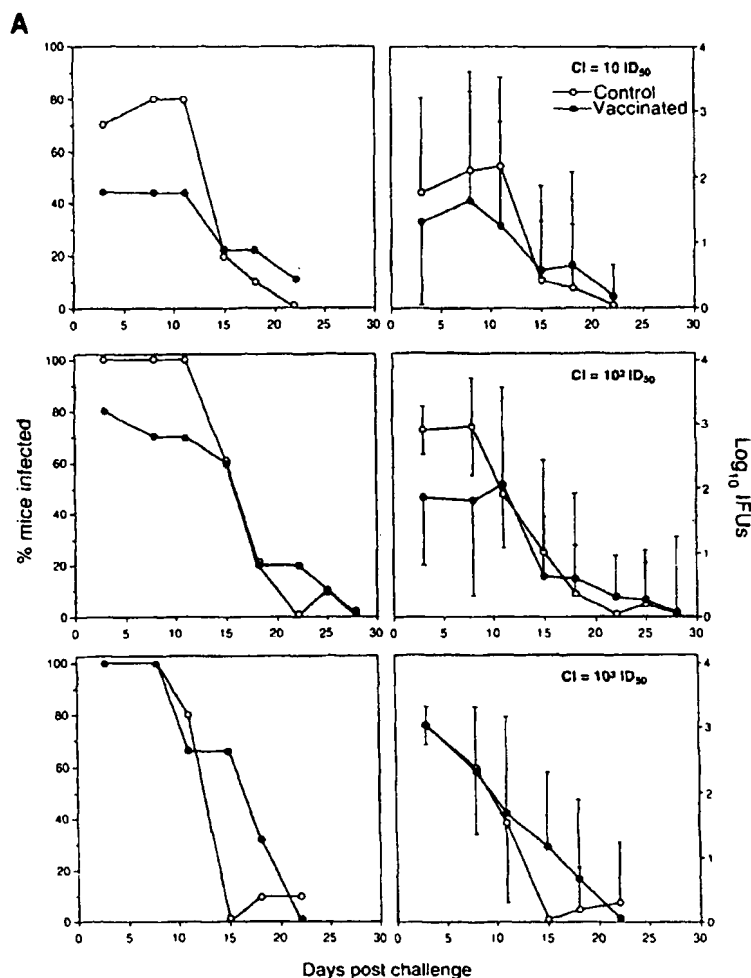 A
100
80
60
40
20
0
0 5 10 15 20 25 30
CI = 10 ID50
Control
Vaccinated
4
3
2
1
0
0 5 10 15 20 25 30
100
80
60
40
20
0
0 5 10 15 20 25 30
CI = 10² ID50
4
3
2
1
0
0 5 10 15 20 25 30
% mice infected
Log10 IFUs
100
80
60
40
20
0
0 5 10 15 20 25 30
CI = 10³ ID50
4
3
2
1
0
0 5 10 15 20 25 30
Days post challenge